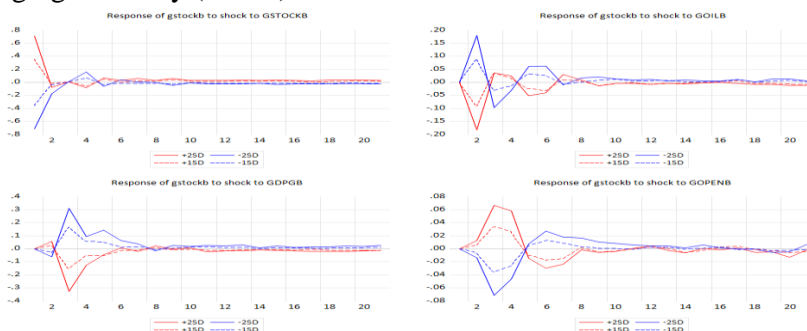 Response of gstockb to shock to GSTOCKB
.8
.6
.4
.2
.0
-.2
-.4
-.6
-.8
2 4 6 8 10 12 14 16 18 20
+2SD -2SD
+1SD -1SD
Response of gstockb to shock to GOILB
.20
.15
.10
.05
.00
.05
.10
.15
.20
2 4 6 8 10 12 14 16 18 20
+2SD -2SD
+1SD -1SD
Response of gstockb to shock to GDPGB
.4
.3
.2
.1
.0
-.1
-.2
-.3
-.4
2 4 6 8 10 12 14 16 18 20
+2SD -2SD
+1SD -1SD
Response of gstockb to shock to GOPENB
.08
.06
.04
.02
.00
-.02
-.04
-.06
-.08
2 4 6 8 10 12 14 16 18 20
+2SD -2SD
+1SD -1SD